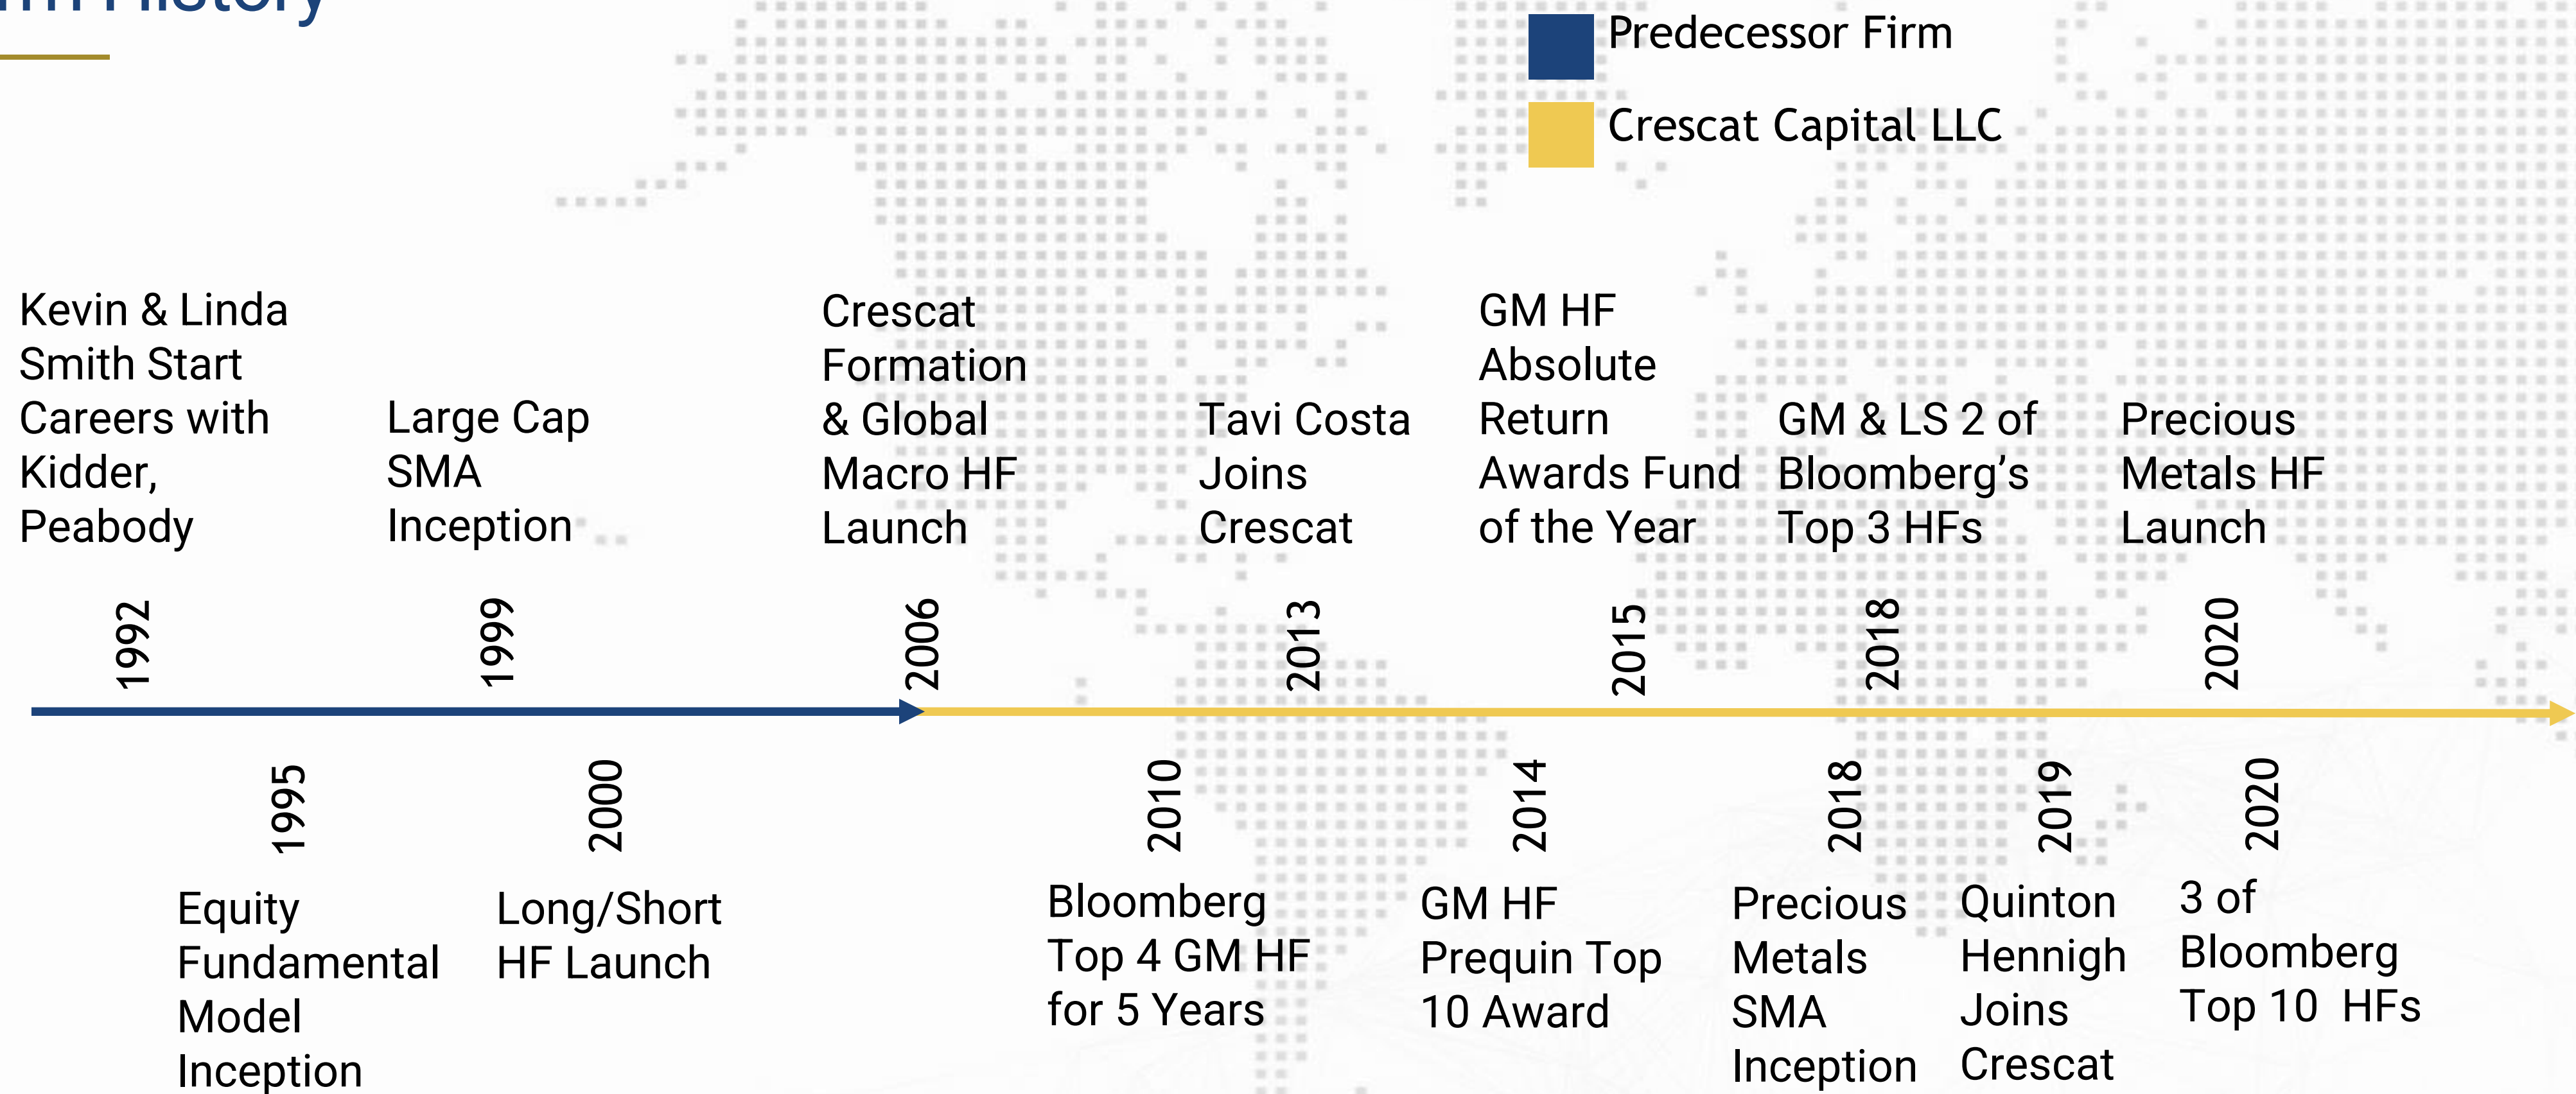 History
Predecessor Firm
Crescat Capital LLC
Kevin & Linda
Smith Start
Careers with
Kidder,
Peabody
Large Cap
SMA
Inception
Crescat
Formation
& Global
Macro HF
Launch
Tavi Costa
Joins
Crescat
GM HF
Absolute
Return
Awards Fund
of the Year
GM & LS 2 of
Bloomberg’s
Top 3 HFs
Precious
Metals HF
Launch
1992
1999
2006
2013
2015
2018
2020
1995
2000
2010
2014
2018
2019
2020
Equity
Fundamental
Model
Inception
Long/Short
HF Launch
Bloomberg
Top 4 GM HF
for 5 Years
GM HF
Prequin Top
10 Award
Precious
Metals
SMA
Inception
Quinton
Hennigh
Joins
Crescat
3 of
Bloomberg
Top 10  HFs